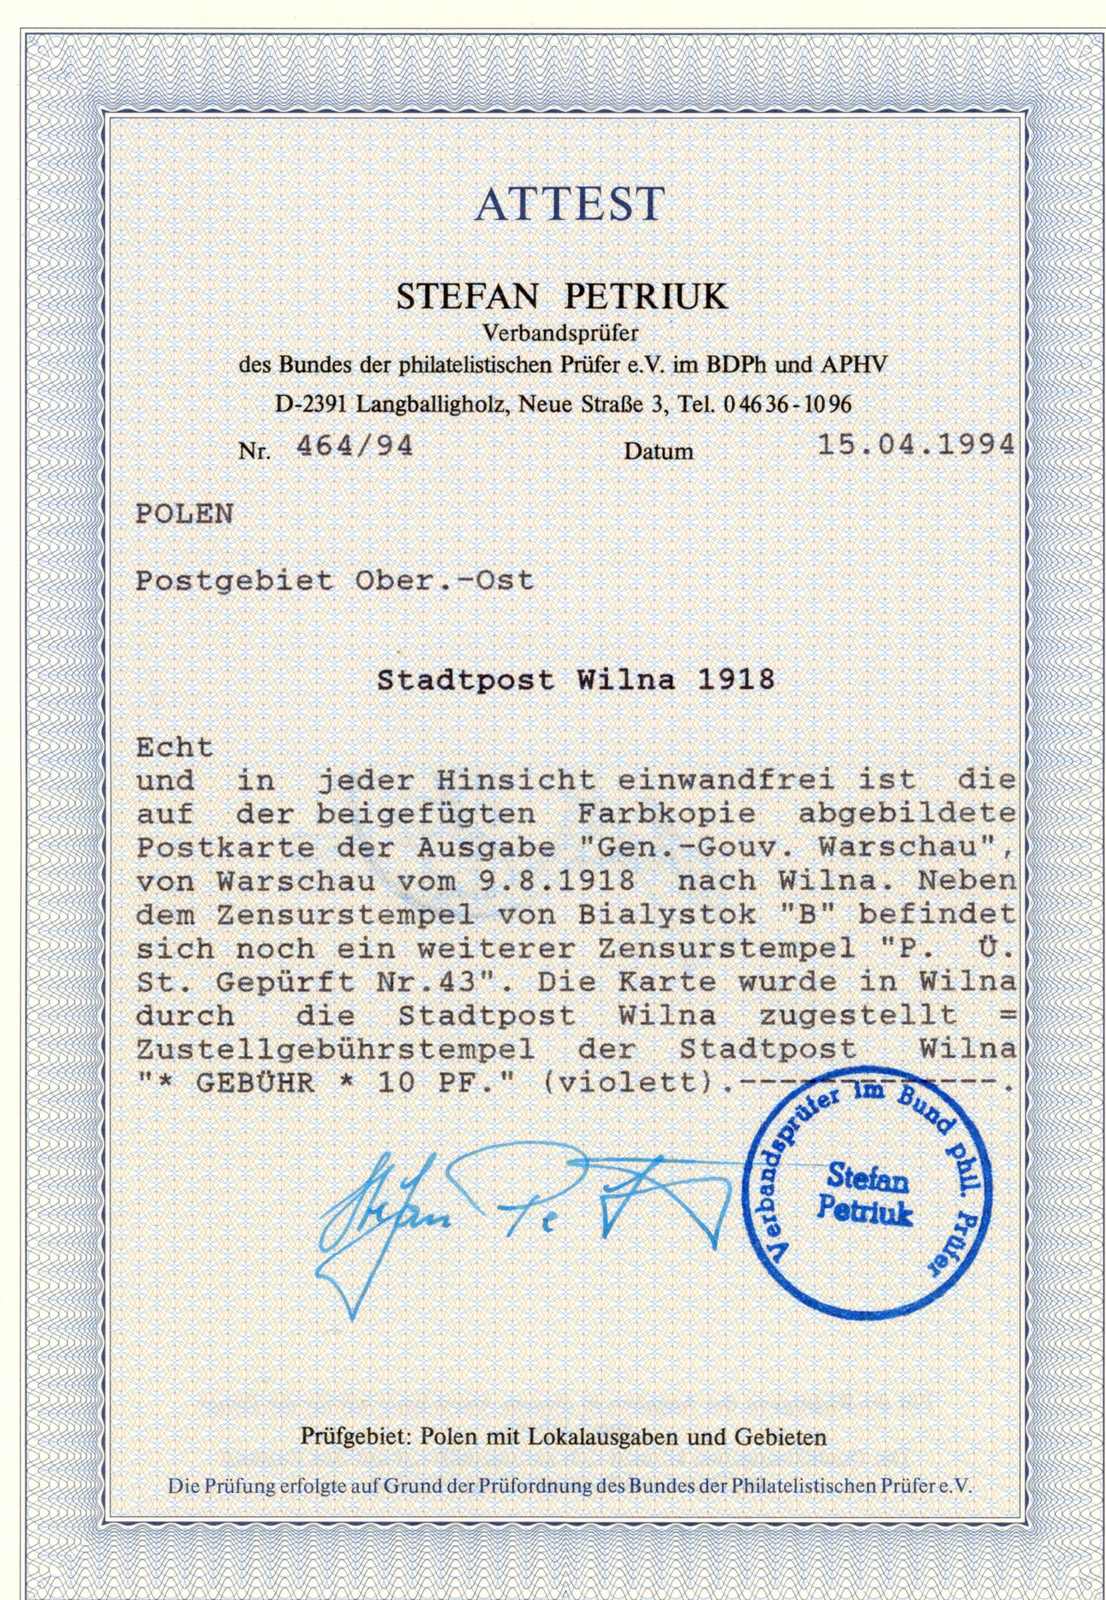 ATTEST
STEFAN PETRIUK
Verbandsprüfer
des Bundes der philatelistischen Prüfer e.V. im BDPh und APHV
D-2391 Langballigholz, Neue Straße 3, Tel. 04636-1096
Nr. 464/94 Datum 15.04.1994
POLEN
Postgebiet Ober.-Ost
Stadtpost Wilna 1918
Echt
und in jeder Hinsicht einwandfrei ist die
auf der beigefügten Farbkopie abgebildete
Postkarte der Ausgabe "Gen.-Gouv. Warschau",
von Warschau vom 9.8.1918 nach Wilna. Neben
dem Zensurstempel von Bialystok "B" befindet
sich noch ein weiterer Zensurstempel "P. Ü.
St. Gepürft Nr.43". Die Karte wurde in Wilna
durch die Stadtpost Wilna zugestellt =
Zustellgebührstempel der Stadtpost Wilna
"* GEBÜHR * 10 PF." (violett).-------------.
Verbandsprüfer im Bund phil. Prüfer
Stefan
Petriuk
Stefan Pe
Prüfgebiet: Polen mit Lokalausgaben und Gebieten
Die Prüfung erfolgte auf Grund der Prüfordnung des Bundes der Philatelistischen Prüfer e.V.